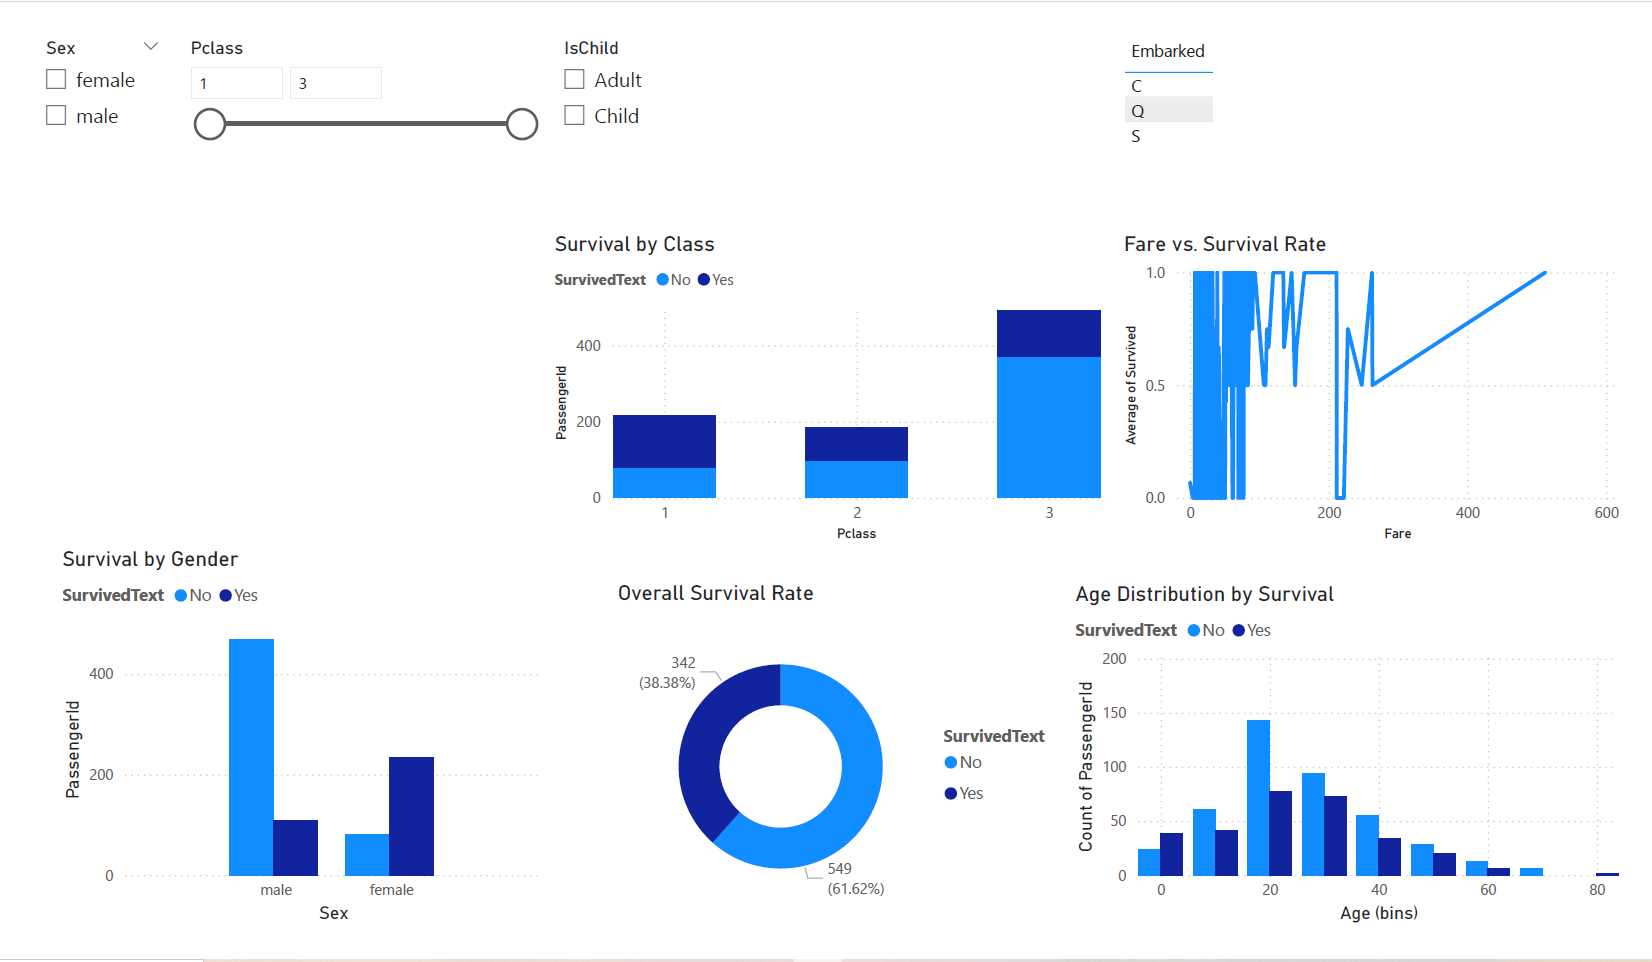 Sex
female
male
Pclass
1 3
IsChild
Adult
Child
Embarked
C
Q
S
Survival by Class
SurvivedText No Yes
PassengerId
400
200
0
1 2 3
Pclass
Fare vs. Survival Rate
Average of Survived
1.0
0.5
0.0
0 200 400 600
Fare
Survival by Gender
SurvivedText No Yes
PassengerId
400
200
0
male female
Sex
Overall Survival Rate
342
(38.38%)
549
(61.62%)
SurvivedText
No
Yes
Age Distribution by Survival
SurvivedText No Yes
Count of PassengerId
200
150
100
50
0
0 20 40 60 80
Age (bins)